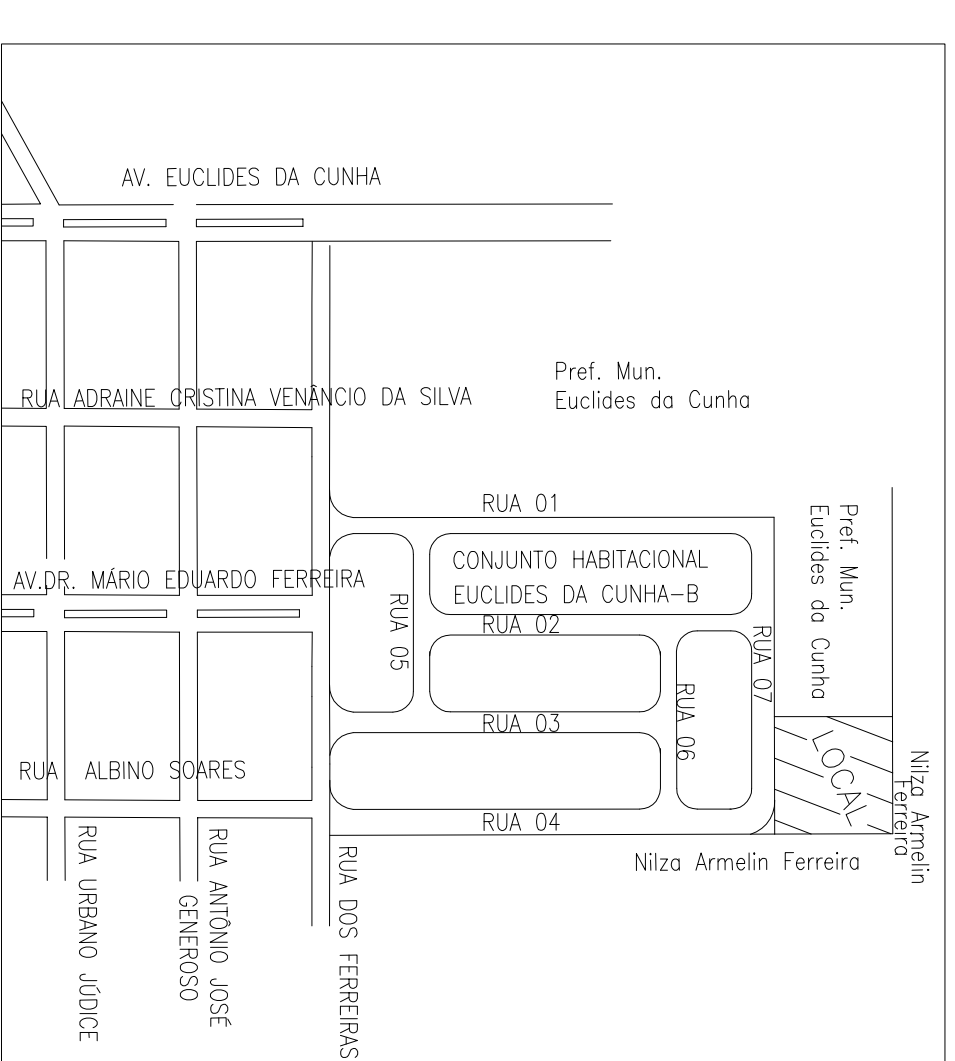 AV. EUCLIDES DA CUNHA
Pref. Mun.
Euclides da Cunha
RUA ADRAINE CRISTINA VENÂNCIO DA SILVA
RUA 01
Pref. Mun.
Euclides da Cunha
CONJUNTO HABITACIONAL
EUCLIDES DA CUNHA-B
AV.DR. MÁRIO EDUARDO FERREIRA
RUA 05
RUA 02
RUA 07
RUA 06
RUA 03
LOCAL
RUA ALBINO SOARES
Nilza Armelin
Ferreira
RUA 04
Nilza Armelin Ferreira
RUA URBANO JÚDICE
RUA ANTÔNIO JOSÉ
GENEROSO
RUA DOS FERREIRAS